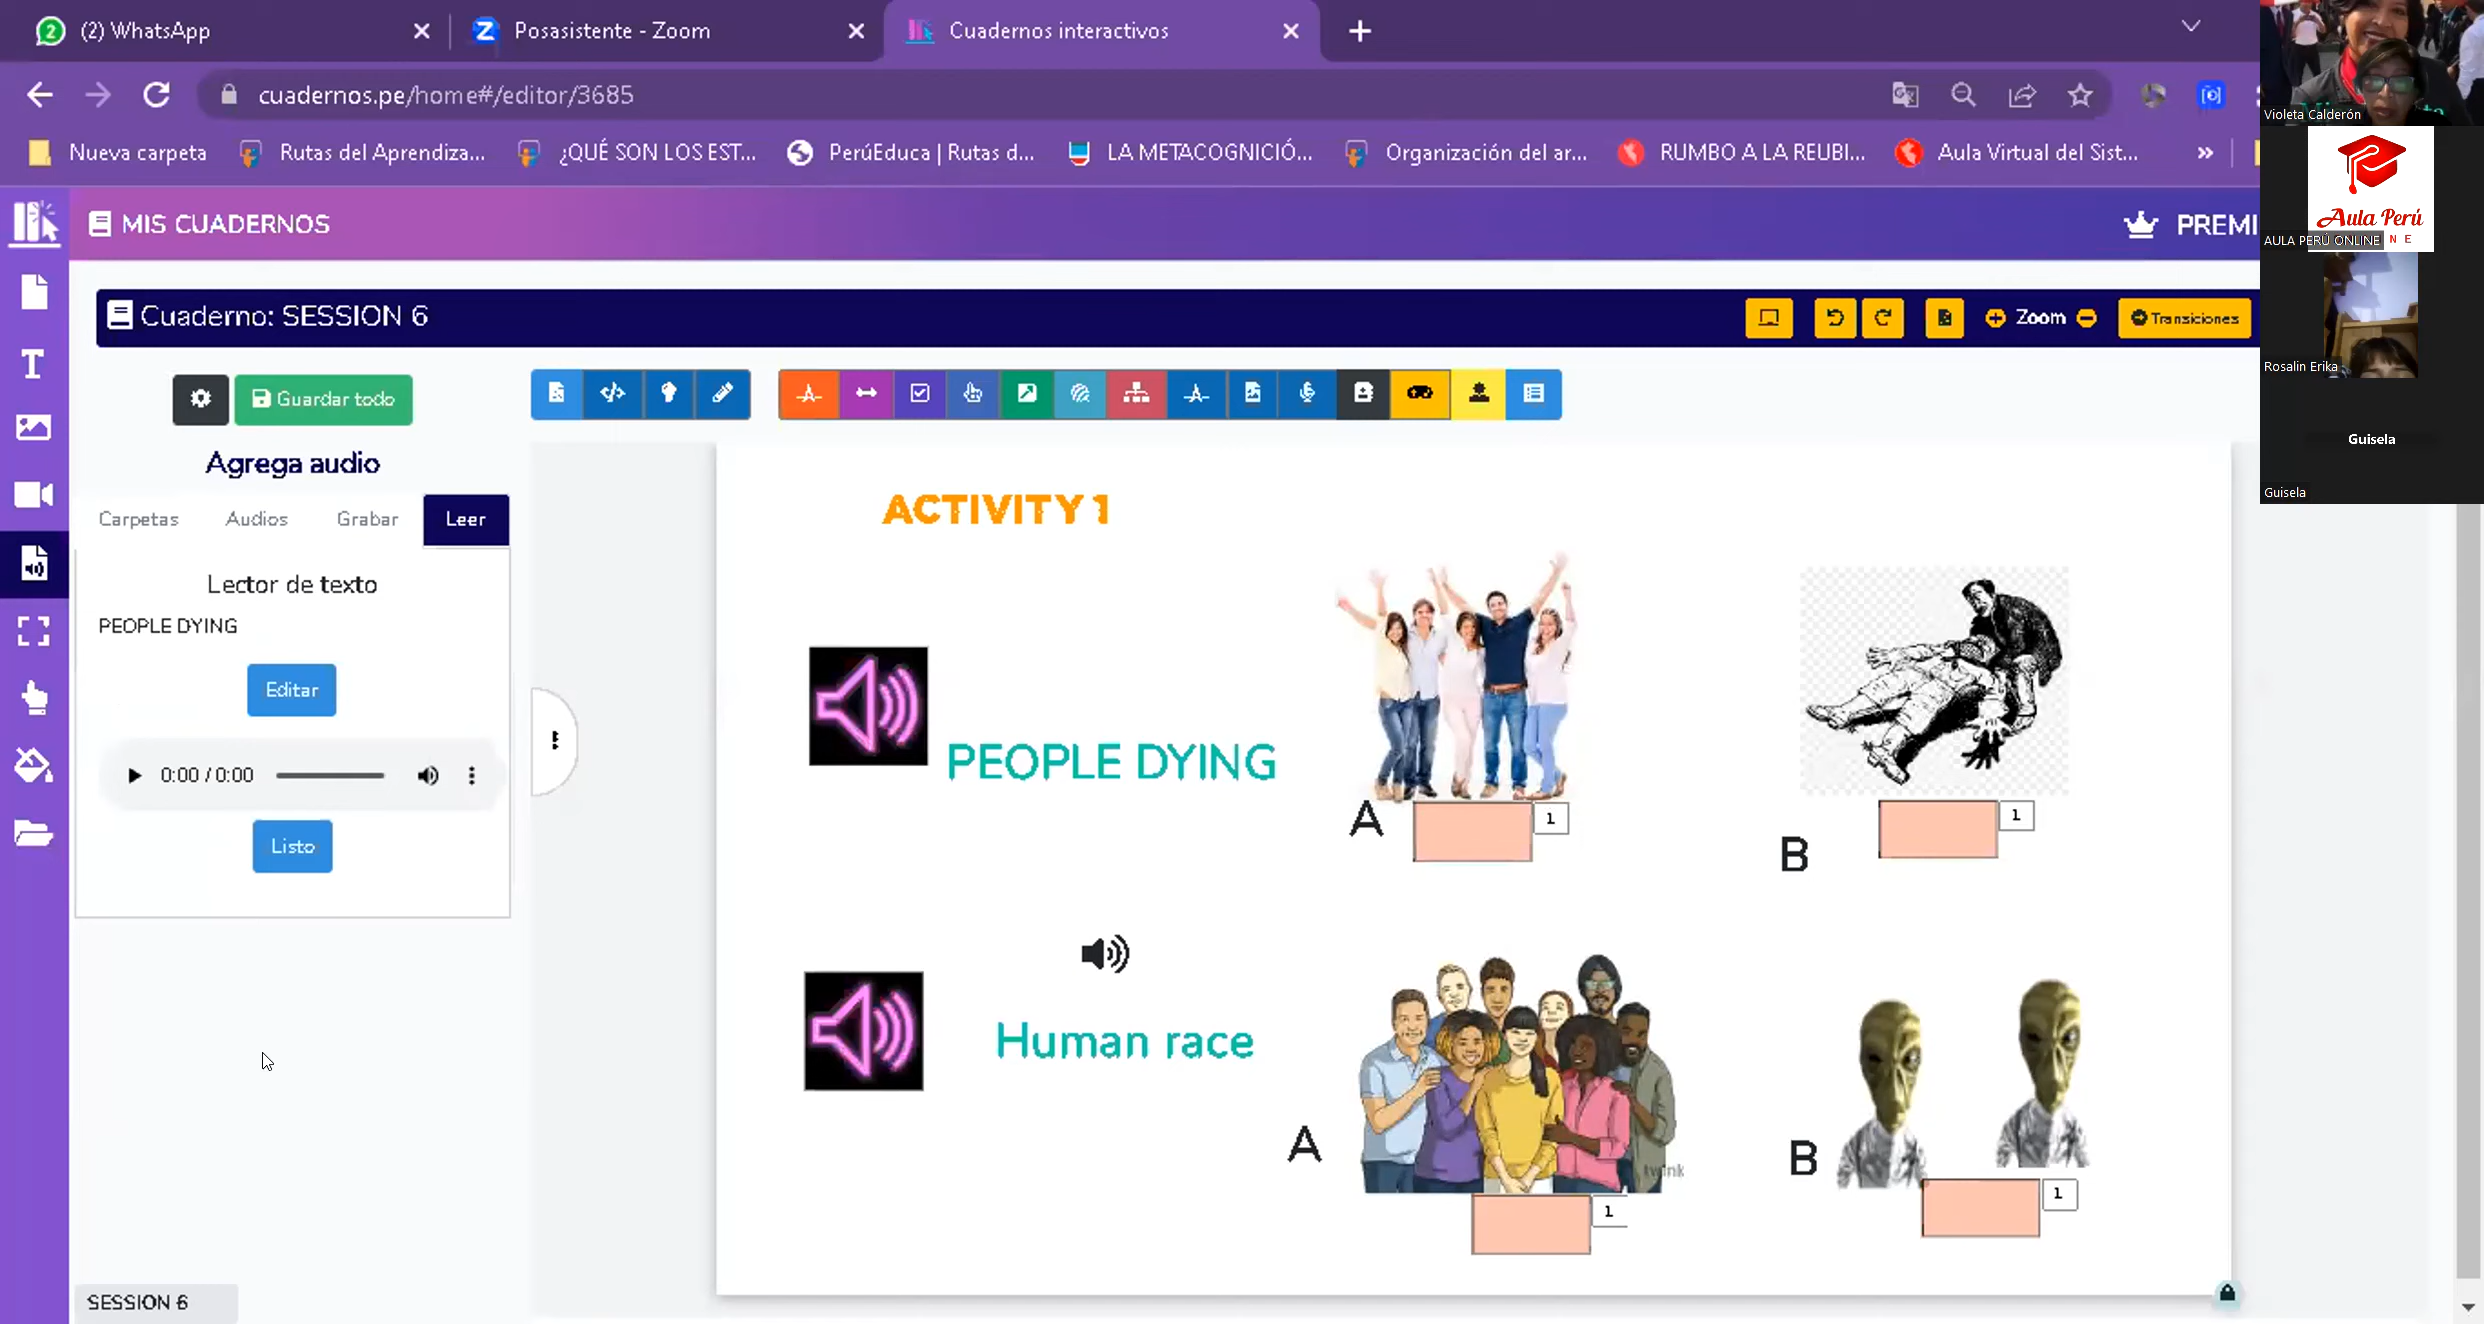 (2) WhatsApp
Posasistente - Zoom
Cuadernos interactivos
cuadernos.pe/home#/editor/3685
Nueva carpeta
Rutas del Aprendiza...
¿QUÉ SON LOS EST...
PerúEduca | Rutas d...
LA METACOGNICIÓ...
Organización del ar...
RUMBO A LA REUBI...
Aula Virtual del Sist...
MIS CUADERNOS
PREMI
Cuaderno: SESSION 6
Zoom
Transiciones
Guardar todo
Agrega audio
Carpetas
Audios
Grabar
Leer
Lector de texto
PEOPLE DYING
Editar
0:00 / 0:00
Listo
SESSION 6
ACTIVITY 1
PEOPLE DYING
A
1
B
1
Human race
A
1
B
1
twink
Violeta Calderón
Aula Perú
N E
AULA PERÚ ONLINE
Rosalin Erika
Guisela
Guisela